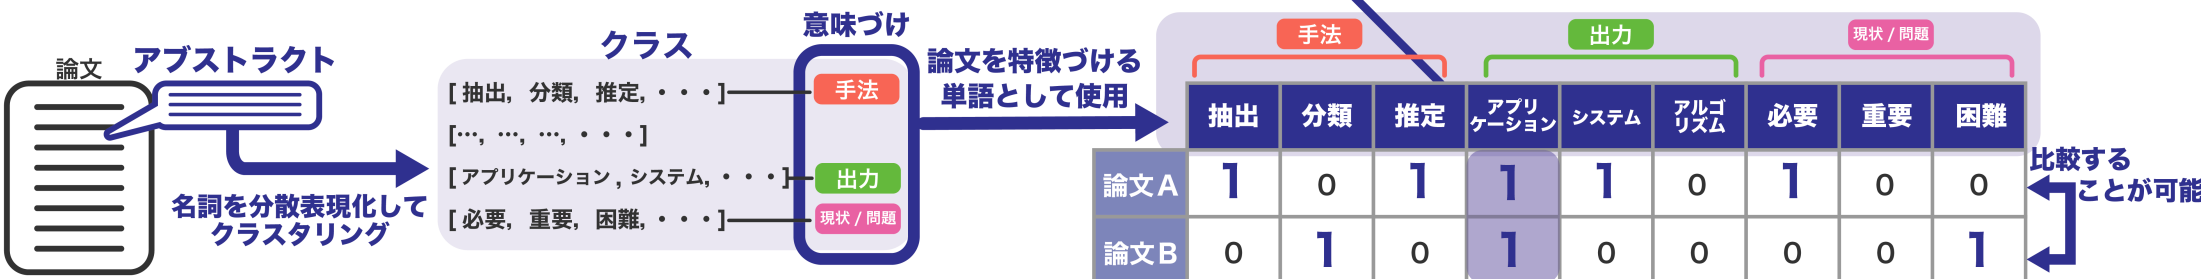 論文
アブストラクト
名詞を分散表現化して
クラスタリング
クラス
意味づけ
[ 抽出, 分類, 推定, ・・・]
手法
[…, …, …, ・・・]
[ アプリケーション , システム, ・・・]
出力
[ 必要, 重要, 困難, ・・・]
現状 / 問題
論文を特徴づける
単語として使用
手法
出力
現状 / 問題
抽出 分類 推定 アプリケーション システム アルゴリズム 必要 重要 困難
論文A 1 0 1 1 1 0 1 0 0
論文B 0 1 0 1 0 0 0 0 1
比較する
ことが可能